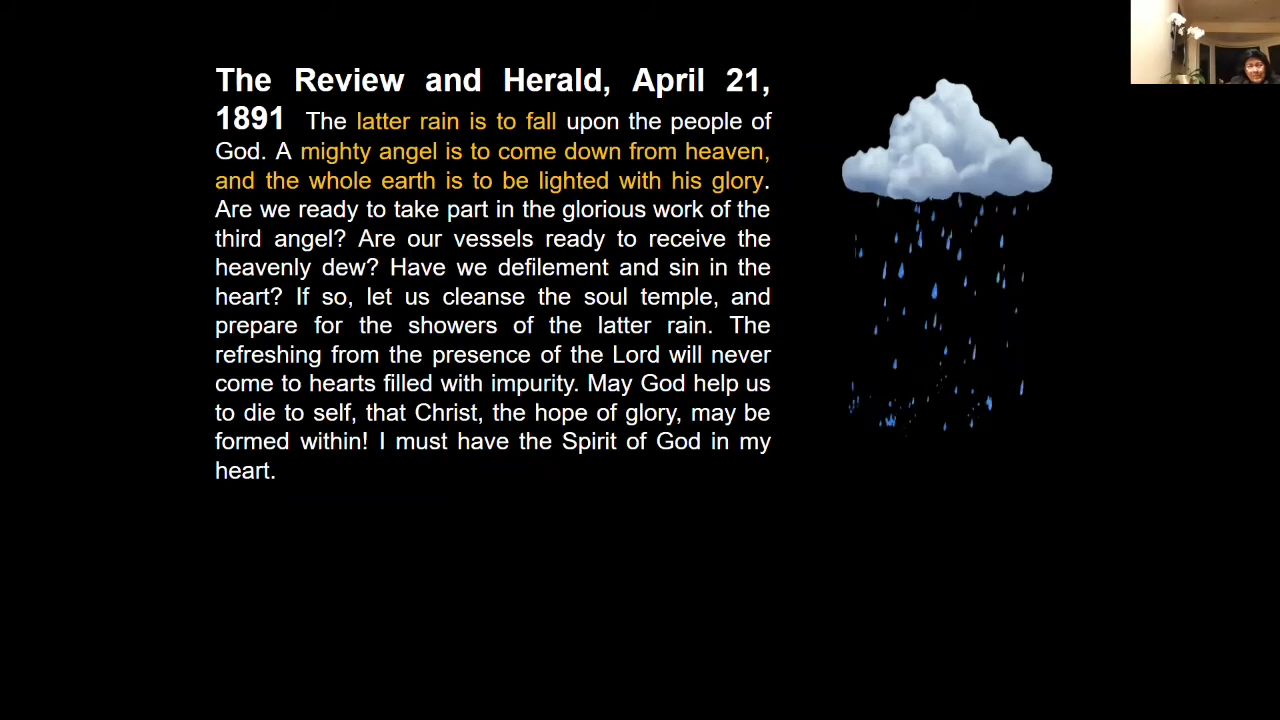 The Review and Herald, April 21,
1891 The latter rain is to fall upon the people of
God. A mighty angel is to come down from heaven,
and the whole earth is to be lighted with his glory.
Are we ready to take part in the glorious work of the
third angel? Are our vessels ready to receive the
heavenly dew? Have we defilement and sin in the
heart? If so, let us cleanse the soul temple, and
prepare for the showers of the latter rain. The
refreshing from the presence of the Lord will never
come to hearts filled with impurity. May God help us
to die to self, that Christ, the hope of glory, may be
formed within! I must have the Spirit of God in my
heart.